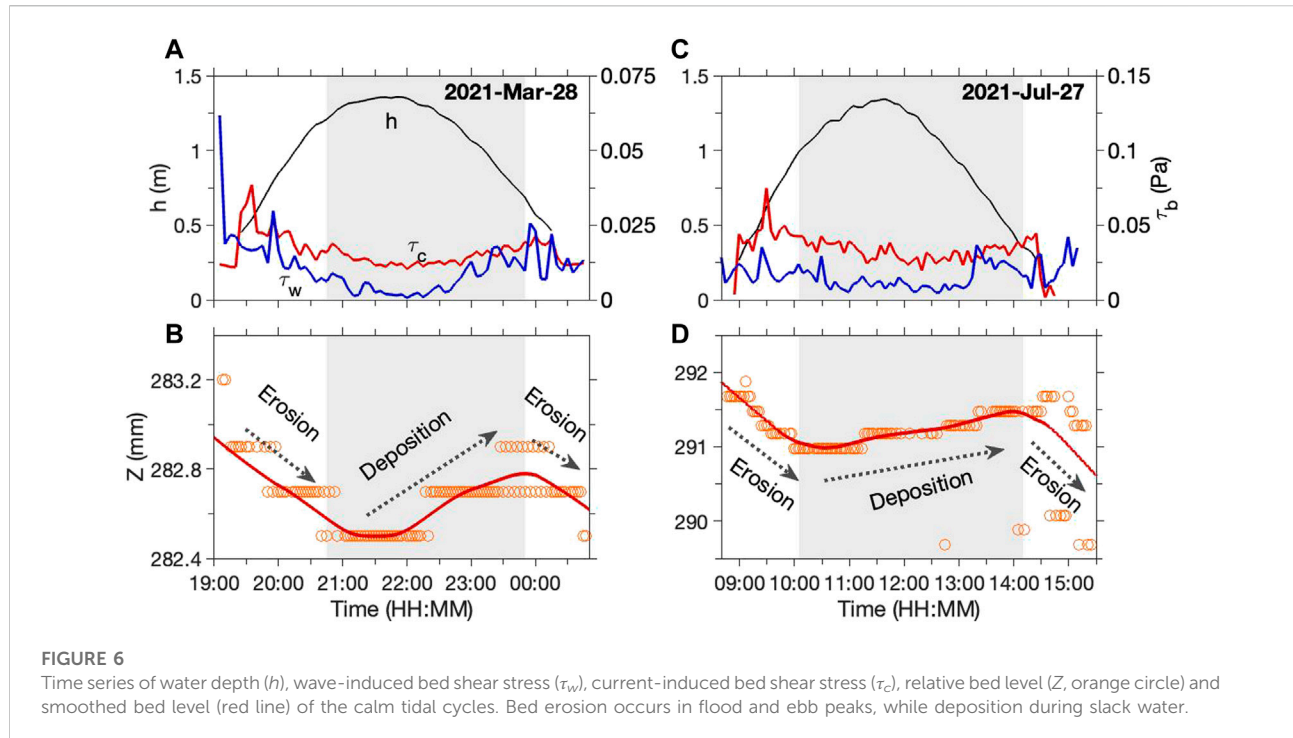 A
C
1.5
0.075
1.5
0.15
2021-Mar-28
2021-Jul-27
h
1
0.05
1
0.1
h (m)
h (m)
τb (Pa)
0.5
0.025
0.5
0.05
τc
τw
0
0
0
0
B
D
283.2
292
Erosion
Deposition
Erosion
Z (mm)
282.8
291
Erosion
Deposition
Erosion
290
282.4
19:00 20:00 21:00 22:00 23:00 00:00
09:00 10:00 11:00 12:00 13:00 14:00 15:00
Time (HH:MM)
Time (HH:MM)
FIGURE 6
Time series of water depth (h), wave-induced bed shear stress (τw), current-induced bed shear stress (τc), relative bed level (Z, orange circle) and
smoothed bed level (red line) of the calm tidal cycles. Bed erosion occurs in flood and ebb peaks, while deposition during slack water.